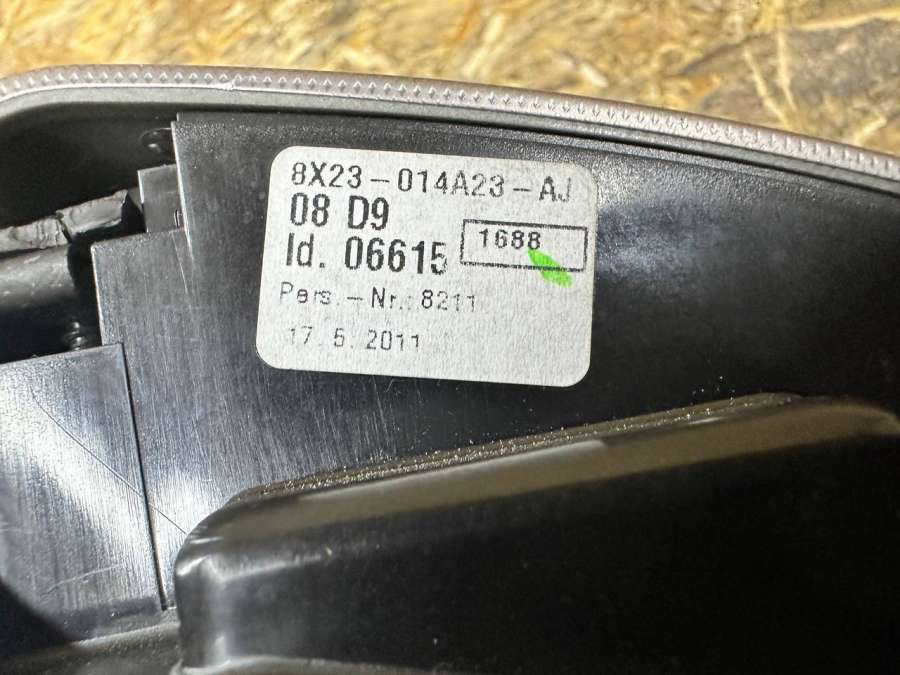 8X23-014A23-AJ
08 D9
1688
Id. 06615
Pers.-Nr.: 8211
17. 5. 2011